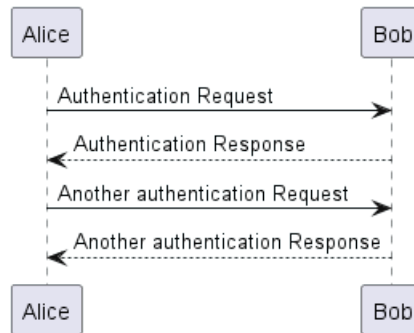 Alice
Bob
Authentication Request
Authentication Response
Another authentication Request
Another authentication Response
Alice
Bob